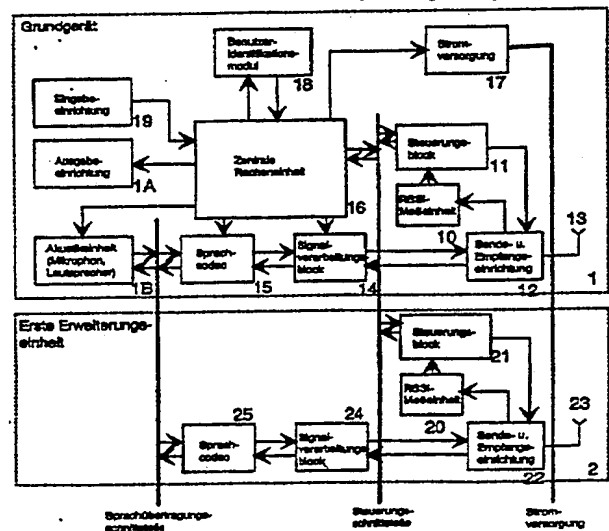 Grundgerät
Benutzer-
identifikations-
modul
18
Strom-
versorgung
17
Eingabe-
einrichtung
19
Ausgabe-
einrichtung
1A
Zentrale
Recheneinheit
16
Steuerungs-
block
11
RSSI-
Meßeinheit
13
Akustikeinheit
(Mikrophon,
Lautsprecher)
1B
Sprach-
codec
15
Signal-
verarbeitungs-
block
14
10
Sende- u.
Empfangs-
einrichtung
12
1
Erste Erweiterungs-
einheit
Steuerungs-
block
21
RSSI-
Meßeinheit
23
25
Sprach-
codec
24
Signal-
verarbeitungs-
block
20
Sende- u.
Empfangs-
einrichtung
22
2
Sprachübertragungs-
schnittstelle
Steuerungs-
schnittstelle
Strom-
versorgung